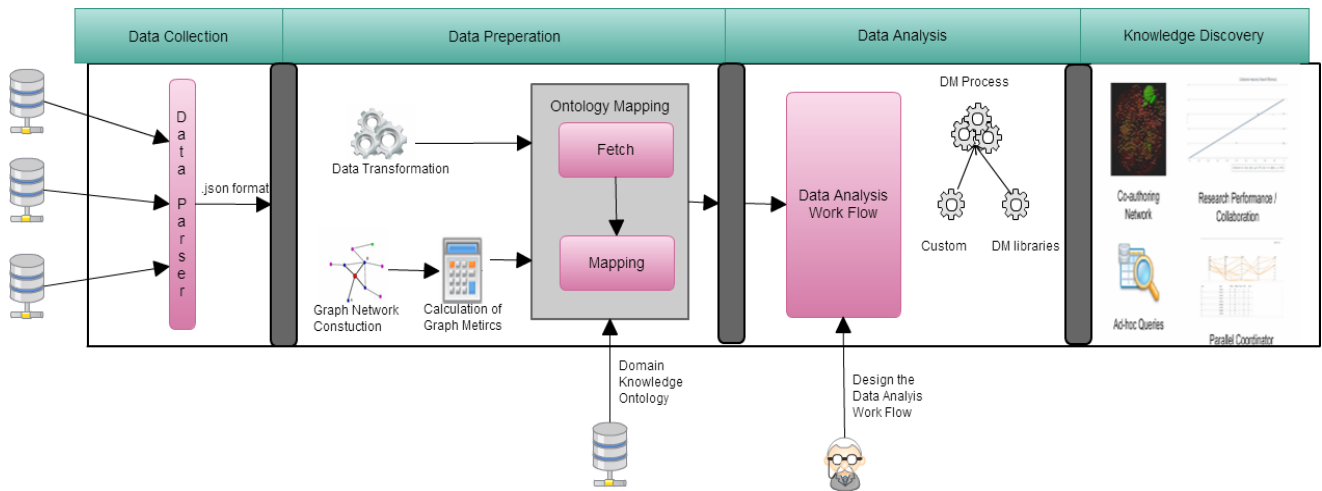 Data Collection
Data Preperation
Data Analysis
Knowledge Discovery
Data Parser
.json format
Data Transformation
Graph Network
Constuction
Calculation of
Graph Metircs
Ontology Mapping
Fetch
Mapping
Domain
Knowledge
Ontology
Data Analysis
Work Flow
Design the
Data Analyis
Work Flow
DM Process
Custom
DM libraries
Co-authoring
Network
Research Performance /
Collaboration
Ad-hoc Queries
Parallel Coordinator